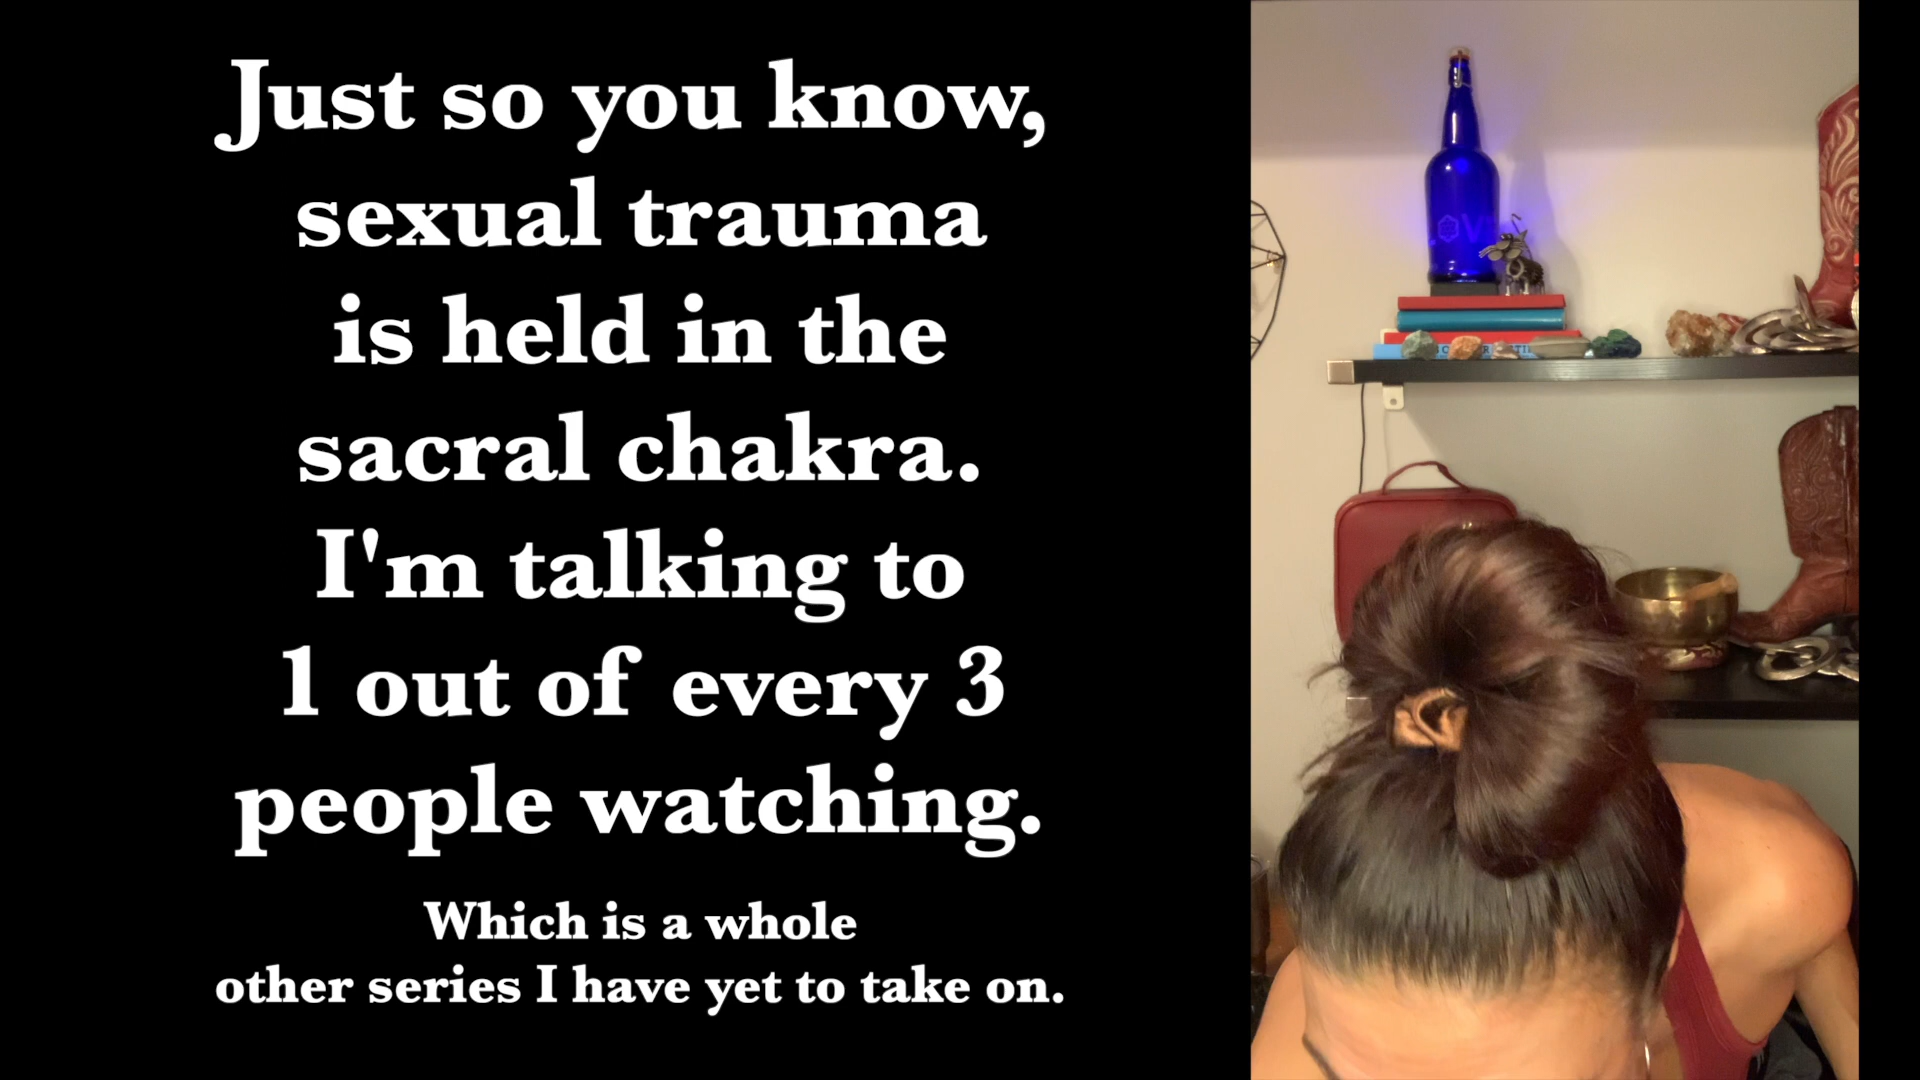 Just so you know,
sexual trauma
is held in the
sacral chakra.
I'm talking to
1 out of every 3
people watching.
Which is a whole
other series I have yet to take on.